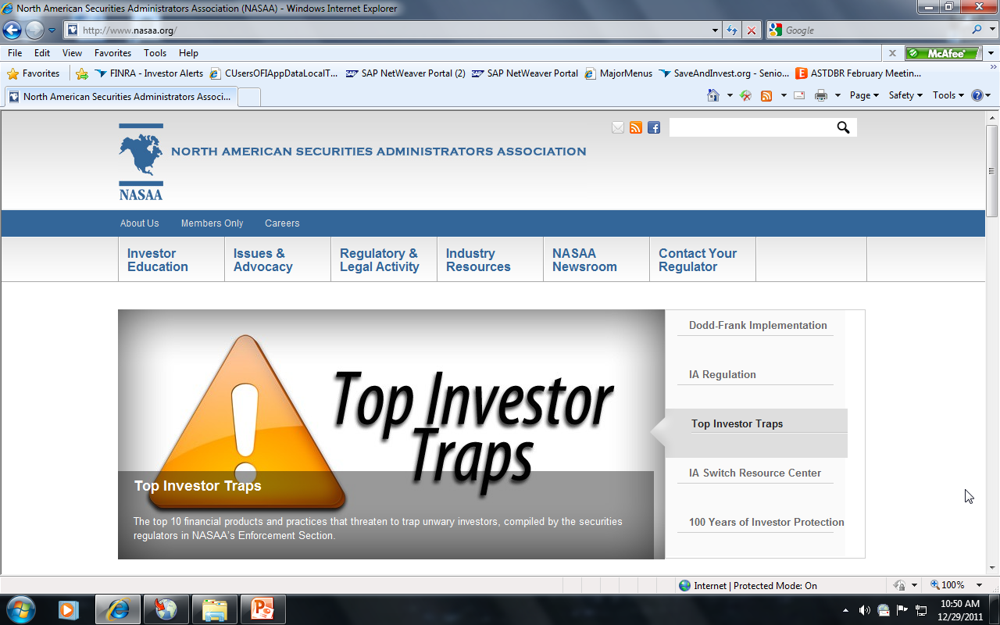 North American Securities Administrators Association (NASAA) - Windows Internet Explorer
http://www.nasaa.org/
Google
File Edit View Favorites Tools Help
McAfee
Favorites FINRA - Investor Alerts CUsersOFIAppDataLocalT... SAP NetWeaver Portal (2) SAP NetWeaver Portal MajorMenus SaveAndInvest.org - Senio... ASTDBR February Meetin...
North American Securities Administrators Associ...
Page Safety Tools
NORTH AMERICAN SECURITIES ADMINISTRATORS ASSOCIATION
NASAA
About Us Members Only Careers
Investor Education
Issues & Advocacy
Regulatory & Legal Activity
Industry Resources
NASAA Newsroom
Contact Your Regulator
Top Investor
Traps
Top Investor Traps
The top 10 financial products and practices that threaten to trap unwary investors, compiled by the securities
regulators in NASAA's Enforcement Section.
Dodd-Frank Implementation
IA Regulation
Top Investor Traps
IA Switch Resource Center
100 Years of Investor Protection
Internet | Protected Mode: On
100%
10:50 AM
12/29/2011